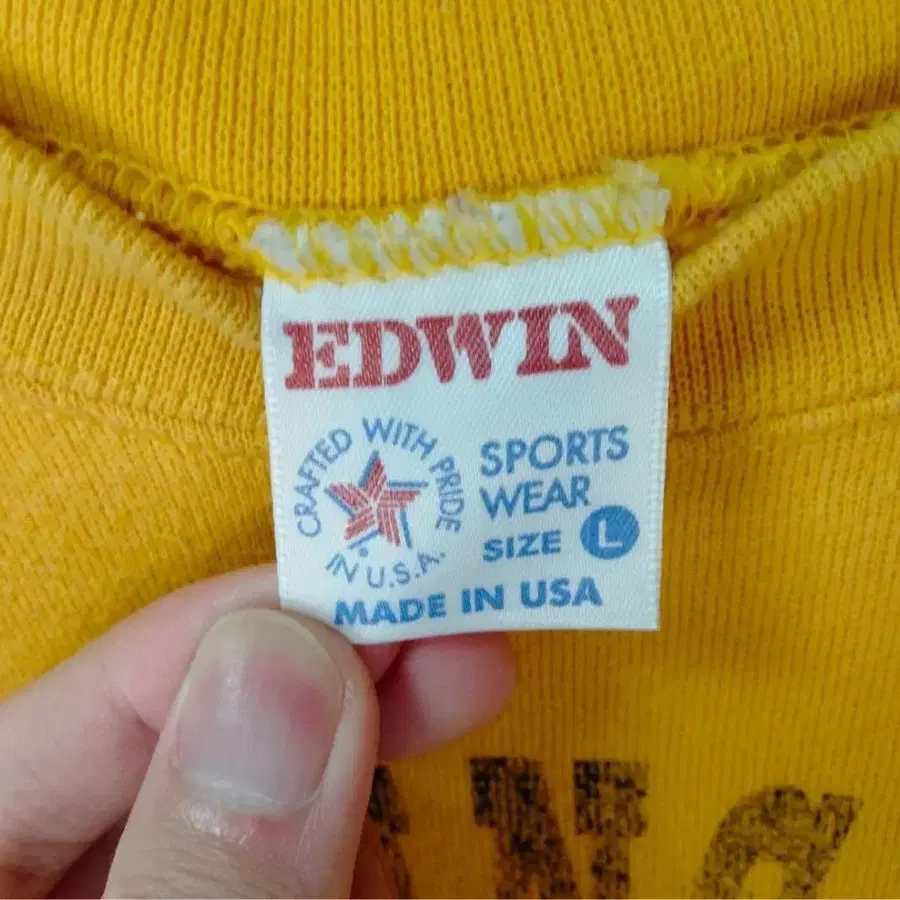 EDWIN
CRAFTED WITH PRIDE
IN U.S.A.
®
SPORTS
WEAR
SIZE L
MADE IN USA